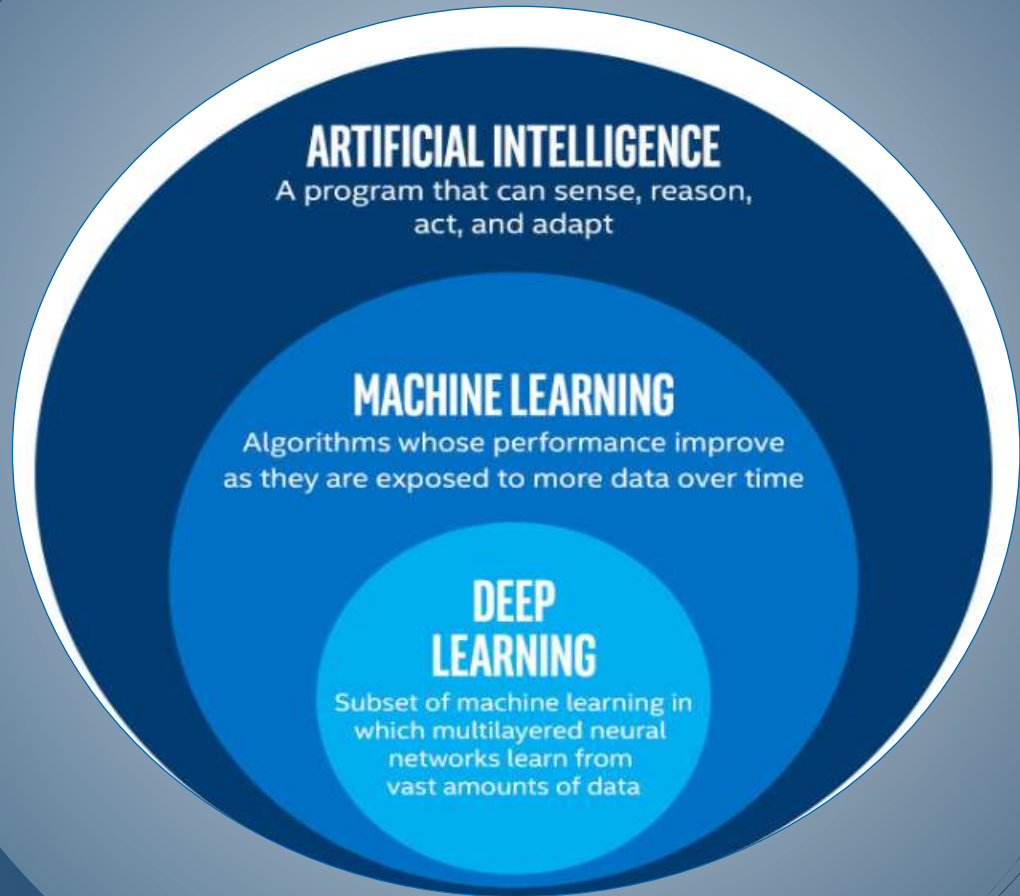 ARTIFICIAL INTELLIGENCE
A program that can sense, reason,
act, and adapt
MACHINE LEARNING
Algorithms whose performance improve
as they are exposed to more data over time
DEEP
LEARNING
Subset of machine learning in
which multilayered neural
networks learn from
vast amounts of data